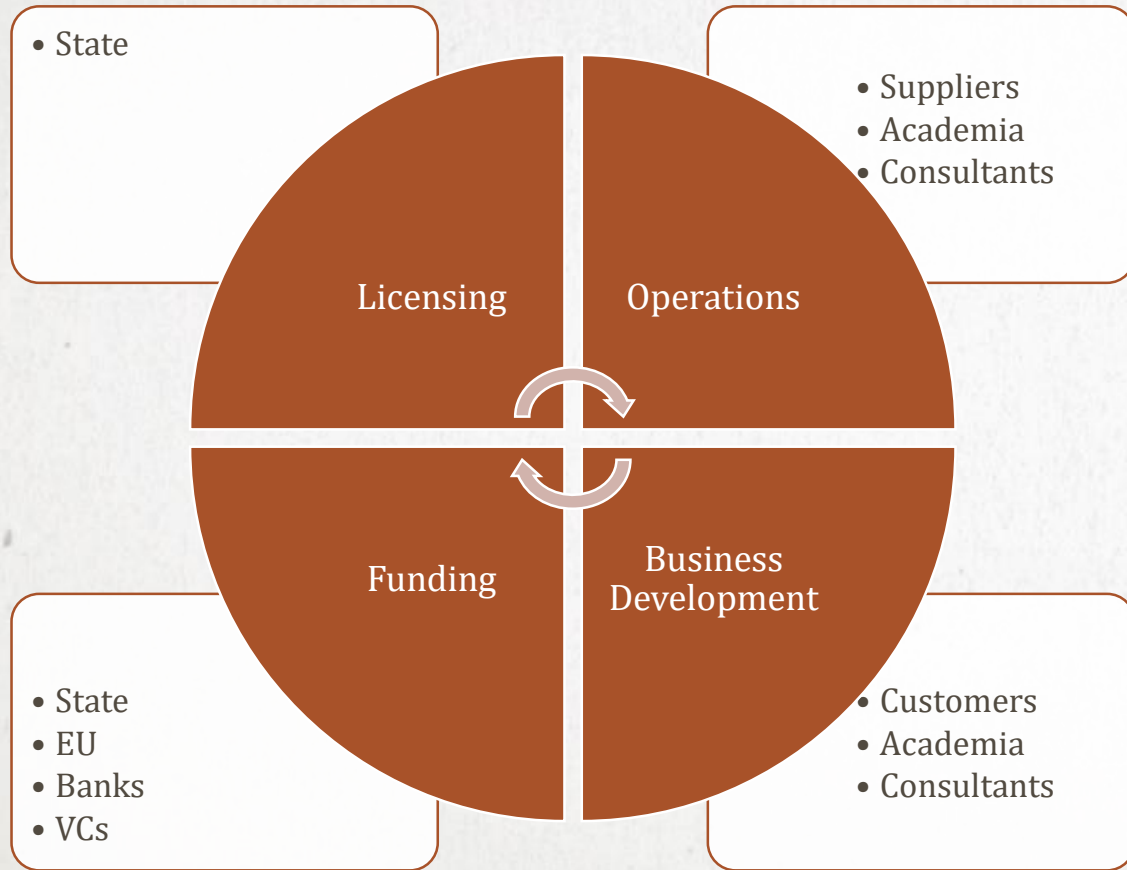 • State
• Suppliers
• Academia
• Consultants
Licensing
Operations
Funding
Business
Development
• State
• EU
• Banks
• VCs
• Customers
• Academia
• Consultants